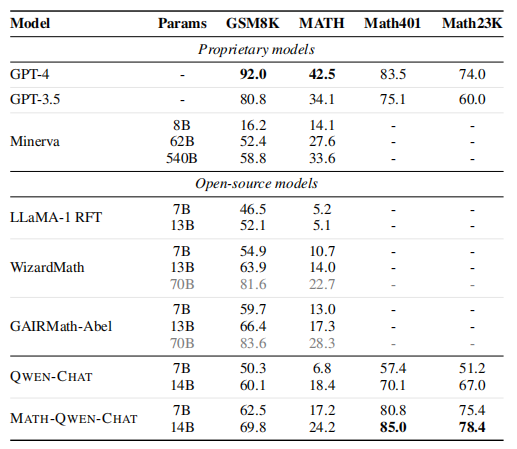 Model Params GSM8K MATH Math401 Math23K
Proprietary models
GPT-4 - 92.0 42.5 83.5 74.0
GPT-3.5 - 80.8 34.1 75.1 60.0
Minerva 8B 16.2 14.1 - -
62B 52.4 27.6 - -
540B 58.8 33.6 - -
Open-source models
LLaMA-1 RFT 7B 46.5 5.2 - -
13B 52.1 5.1 - -
WizardMath 7B 54.9 10.7 - -
13B 63.9 14.0 - -
70B 81.6 22.7 - -
GAIRMath-Abel 7B 59.7 13.0 - -
13B 66.4 17.3 - -
70B 83.6 28.3 - -
QWEN-CHAT 7B 50.3 6.8 57.4 51.2
14B 60.1 18.4 70.1 67.0
MATH-QWEN-CHAT 7B 62.5 17.2 80.8 75.4
14B 69.8 24.2 85.0 78.4